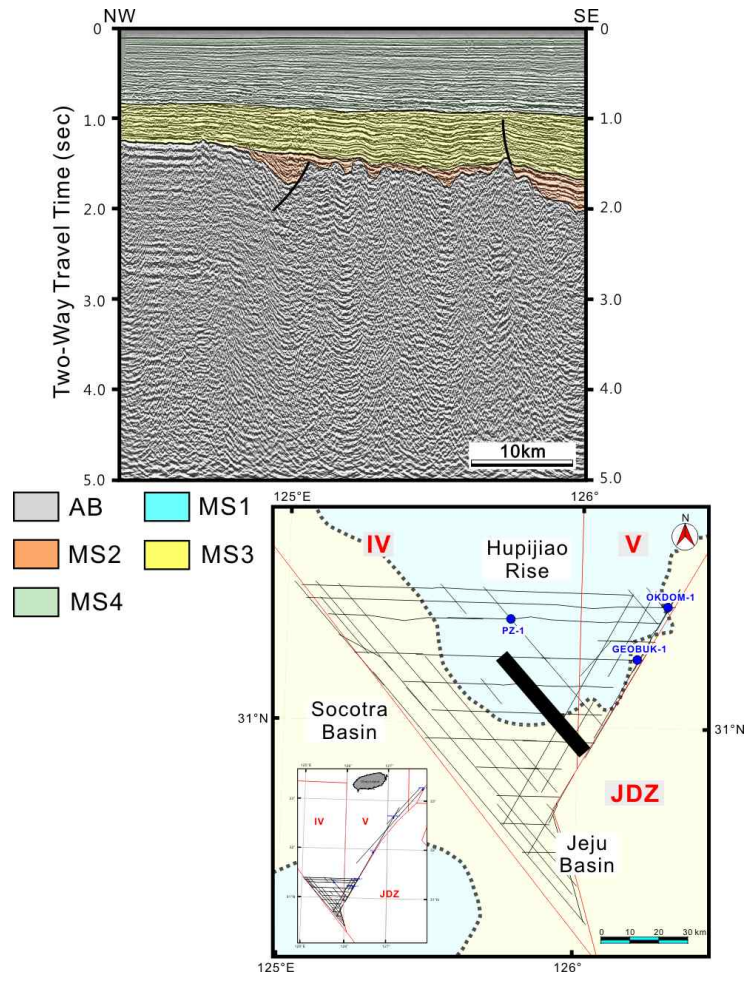 NW
SE
0
0
1.0
1.0
2.0
2.0
3.0
3.0
4.0
4.0
5.0
5.0
Two-Way Travel Time (sec)
10km
AB
MS1
MS2
MS3
MS4
125°E
126°
IV
V
N
Hupijiao
Rise
OKDOM-1
PZ-1
GEOBUK-1
31°N
31°N
Socotra
Basin
JDZ
Jeju
Basin
IV
V
JDZ
0 10 20 30 km
125°E
126°